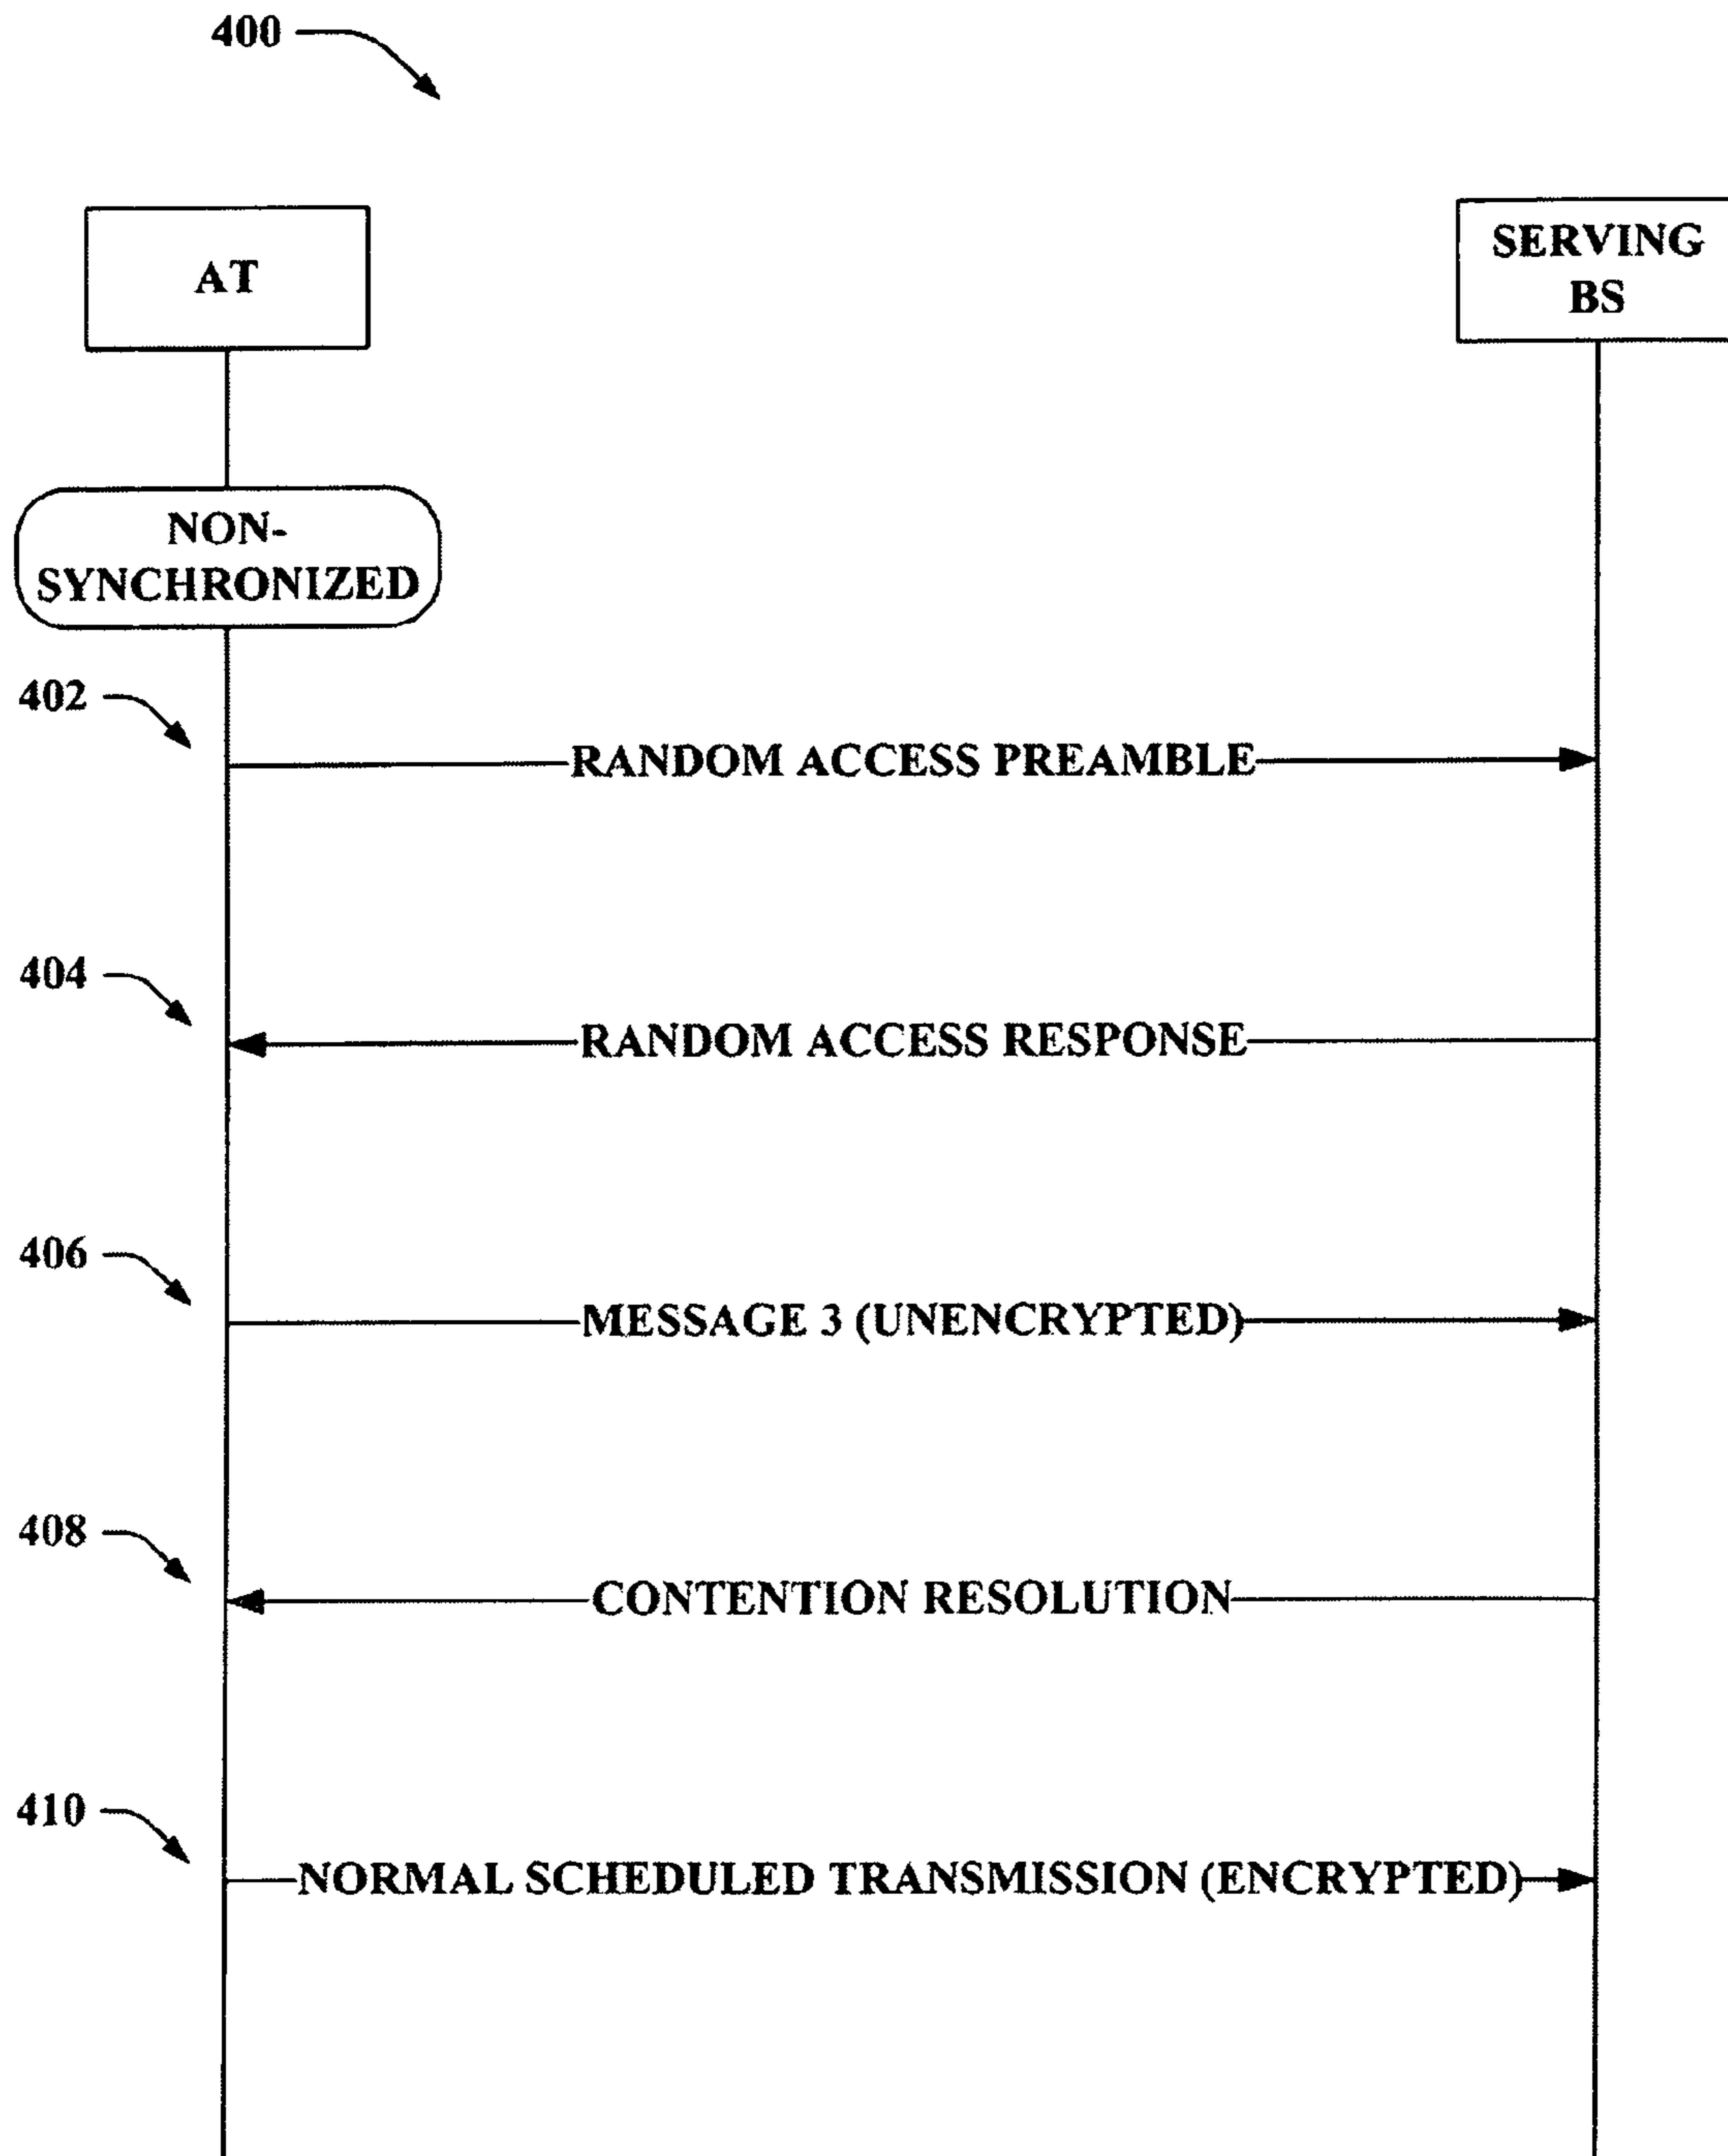 400
AT
SERVING
BS
NON-
SYNCHRONIZED
402
RANDOM ACCESS PREAMBLE
404
RANDOM ACCESS RESPONSE
406
MESSAGE 3 (UNENCRYPTED)
408
CONTENTION RESOLUTION
410
NORMAL SCHEDULED TRANSMISSION (ENCRYPTED)